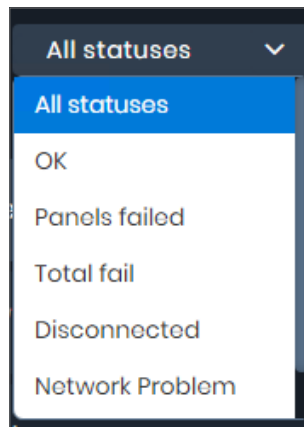 All statuses
All statuses
OK
Panels failed
Total fail
Disconnected
Network Problem